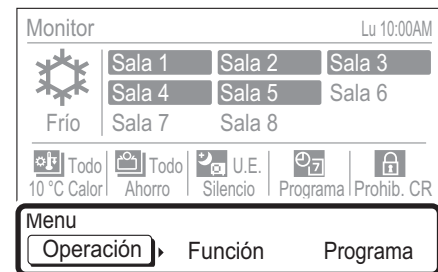 Monitor Lu 10:00AM
Sala 1 Sala 2 Sala 3
Sala 4 Sala 5 Sala 6
Frío Sala 7 Sala 8
Todo Todo U.E. 7
10 °C Calor Ahorro Silencio Programa Prohib. CR
Menu
Operación Función Programa